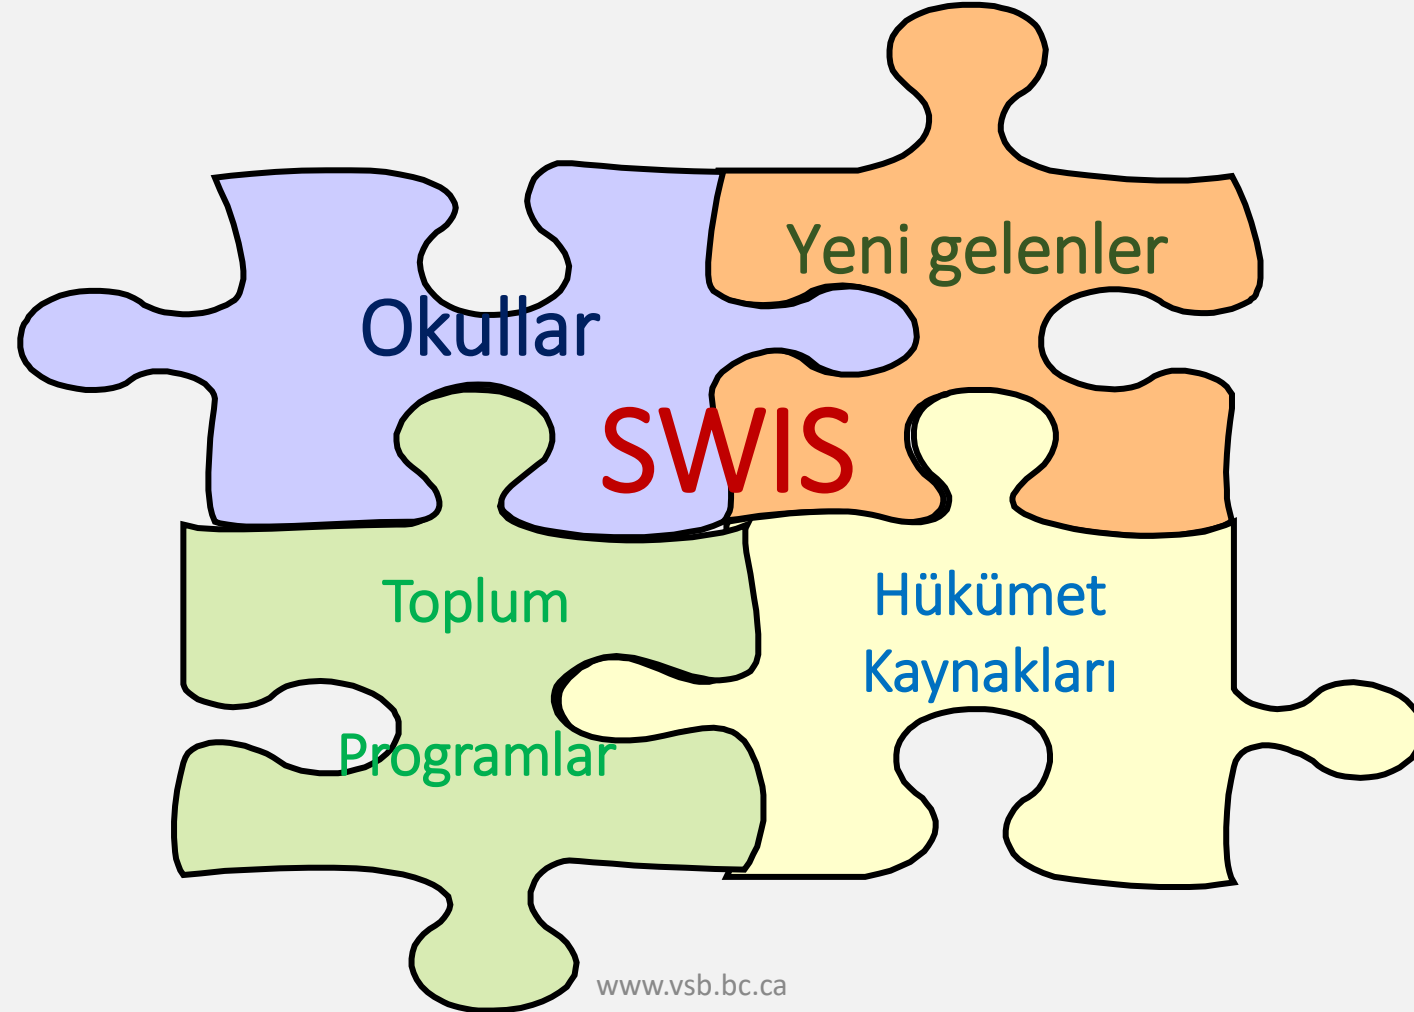 Yeni gelenler
Okullar
SWIS
Toplum
Programlar
Hükümet
Kaynakları
www.vsb.bc.ca